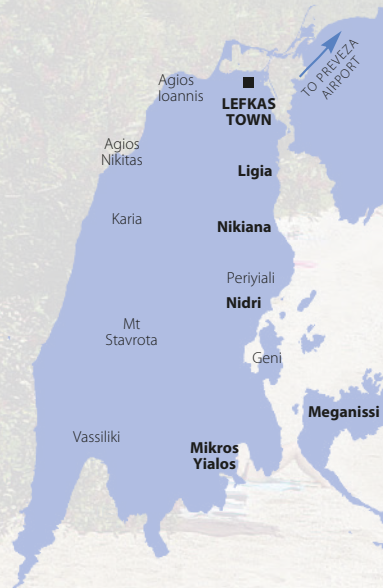 TO PREVEZA
AIRPORT
Agios
Ioannis
LEFKAS
TOWN
Agios
Nikitas
Ligia
Karia
Nikiana
Periyiali
Nidri
Mt
Stavrota
Geni
Meganissi
Vassiliki
Mikros
Yialos